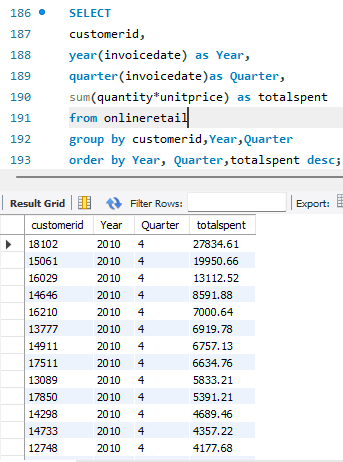 186 SELECT
187 customerid,
188 year(invoicedate) as Year,
189 quarter(invoicedate)as Quarter,
190 sum(quantity*unitprice) as totalspent
191 from onlineretail
192 group by customerid,Year,Quarter
193 order by Year, Quarter,totalspent desc;
Result Grid Filter Rows: Export:
customerid Year Quarter totalspent
18102 2010 4 27834.61
15061 2010 4 19950.66
16029 2010 4 13112.52
14646 2010 4 8591.88
16210 2010 4 7000.64
13777 2010 4 6919.78
14911 2010 4 6757.13
17511 2010 4 6634.76
13089 2010 4 5833.21
17850 2010 4 5391.21
14298 2010 4 4689.46
14733 2010 4 4357.22
12748 2010 4 4177.68